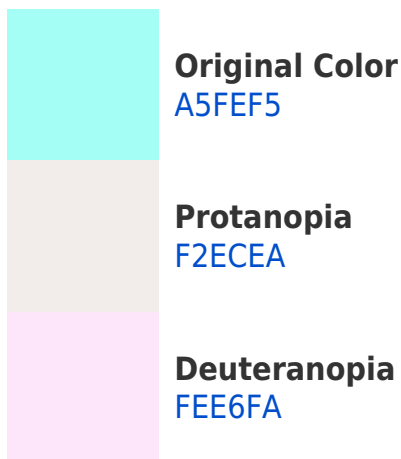 Original Color
A5FEF5
Protanopia
F2ECEA
Deuteranopia
FEE6FA